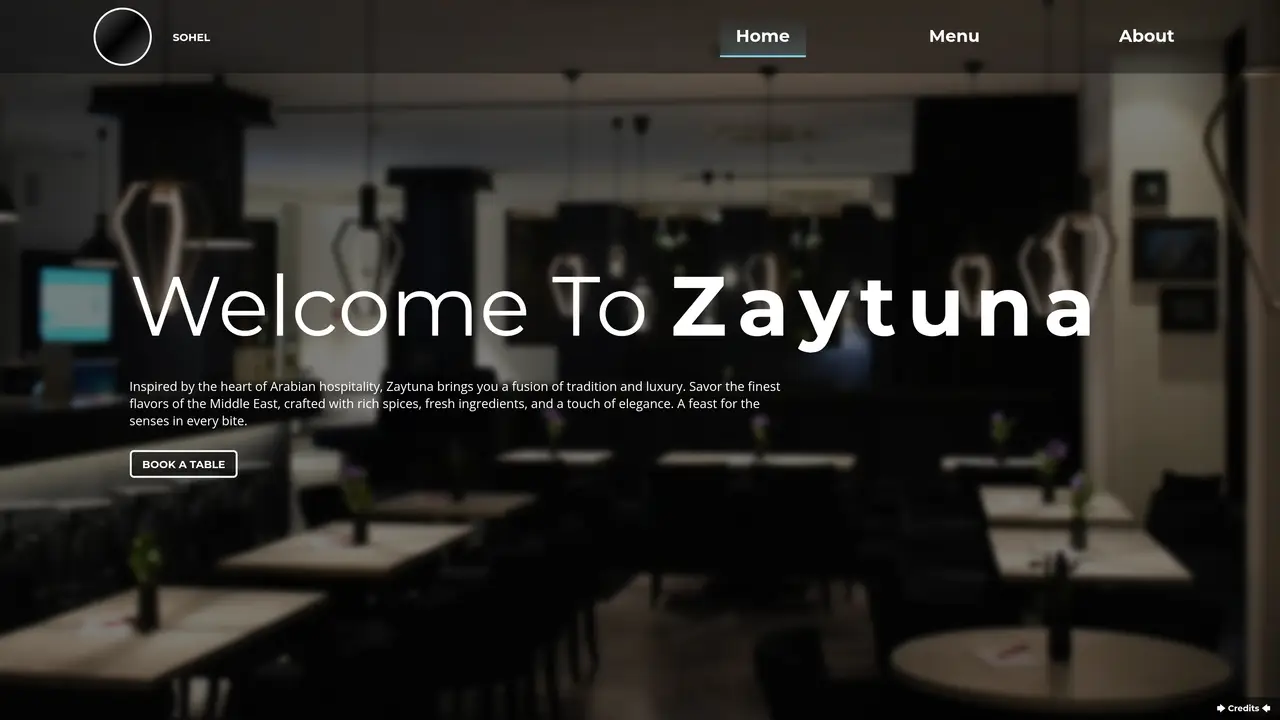 SOHEL
Home
Menu
About
Welcome To Zaytuna
Inspired by the heart of Arabian hospitality, Zaytuna brings you a fusion of tradition and luxury. Savor the finest
flavors of the Middle East, crafted with rich spices, fresh ingredients, and a touch of elegance. A feast for the
senses in every bite.
BOOK A TABLE
Credits